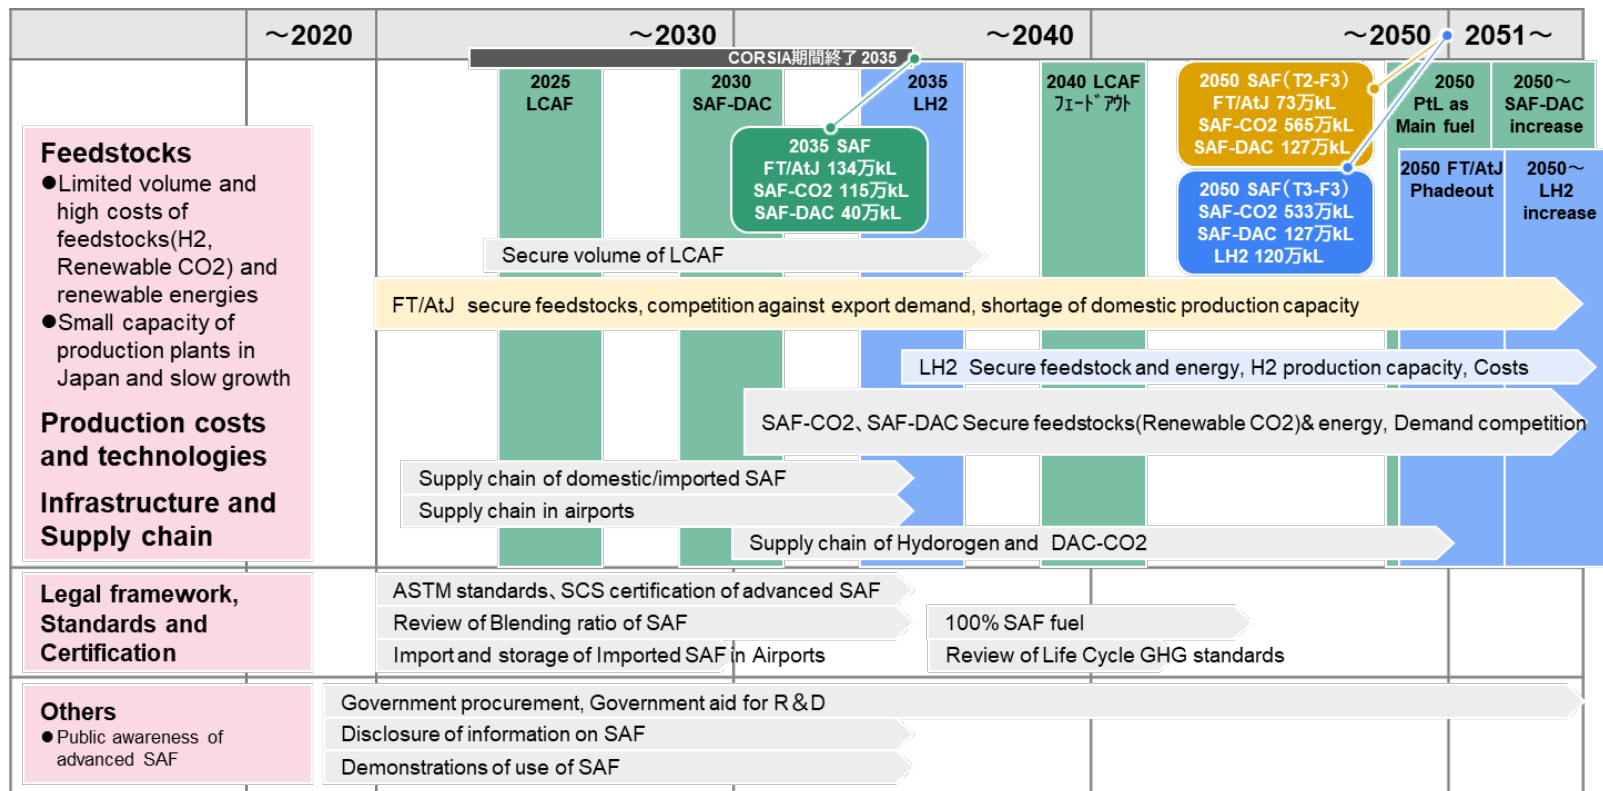 ～2020
～2030
～2040
～2050
2051～
CORSIA期間終了 2035
2025
LCAF
2030
SAF-DAC
2035
LH2
2040 LCAF
フェードアウト
2050 SAF（T2-F3）
FT/AtJ 73万kL
SAF-CO2 565万kL
SAF-DAC 127万kL
2050
PtL as
Main fuel
2050～
SAF-DAC
increase
2035 SAF
FT/AtJ 134万kL
SAF-CO2 115万kL
SAF-DAC 40万kL
2050 SAF（T3-F3）
SAF-CO2 533万kL
SAF-DAC 127万kL
LH2 120万kL
2050 FT/AtJ
Phadeout
2050～
LH2
increase
Feedstocks
●Limited volume and
high costs of
feedstocks(H2,
Renewable CO2) and
renewable energies
●Small capacity of
production plants in
Japan and slow growth
Production costs
and technologies
Infrastructure and
Supply chain
Secure volume of LCAF
FT/AtJ secure feedstocks, competition against export demand, shortage of domestic production capacity
LH2 Secure feedstock and energy, H2 production capacity, Costs
SAF-CO2、SAF-DAC Secure feedstocks(Renewable CO2)& energy, Demand competition
Supply chain of domestic/imported SAF
Supply chain in airports
Supply chain of Hydorogen and DAC-CO2
Legal framework,
Standards and
Certification
ASTM standards、SCS certification of advanced SAF
Review of Blending ratio of SAF
100% SAF fuel
Import and storage of Imported SAF in Airports
Review of Life Cycle GHG standards
Others
●Public awareness of
advanced SAF
Government procurement, Government aid for R＆D
Disclosure of information on SAF
Demonstrations of use of SAF